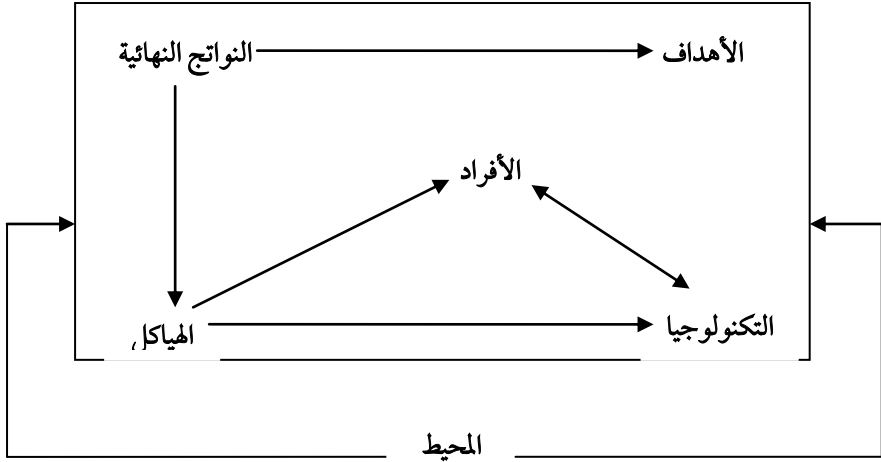 الأهداف
النواتج النهائية
الأفراد
التكنولوجيا
الهياكل
المحيط